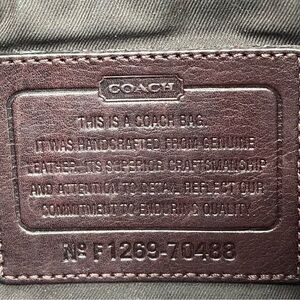 COACH
THIS IS A COACH BAG.
IT WAS HANDCRAFTED FROM GENUINE
LEATHER. ITS SUPERIOR CRAFTSMANSHIP
AND ATTENTION TO DETAIL REFLECT OUR
COMMITMENT TO ENDURING QUALITY.
Nº F1269-70488